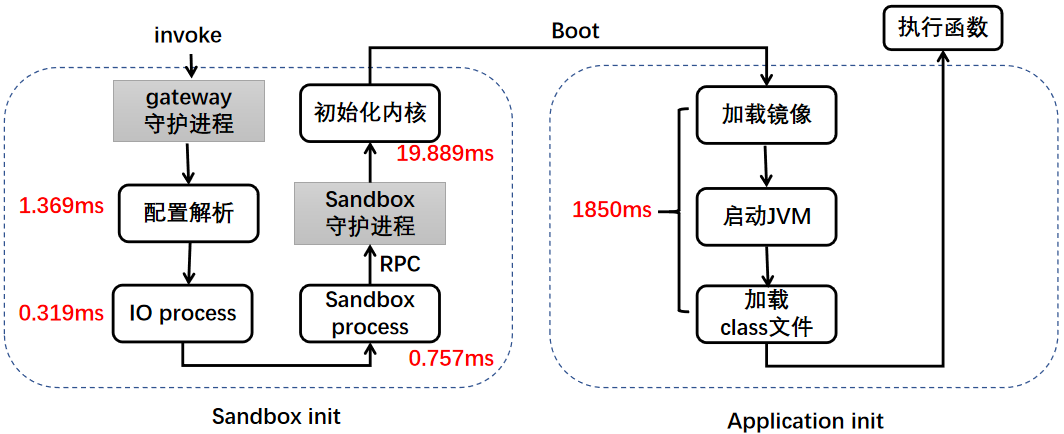 invoke
gateway
守护进程
1.369ms
配置解析
0.319ms
IO process
初始化内核
19.889ms
Sandbox
守护进程
RPC
Sandbox
process
0.757ms
Sandbox init
Boot
执行函数
加载镜像
1850ms
启动JVM
加载
class文件
Application init